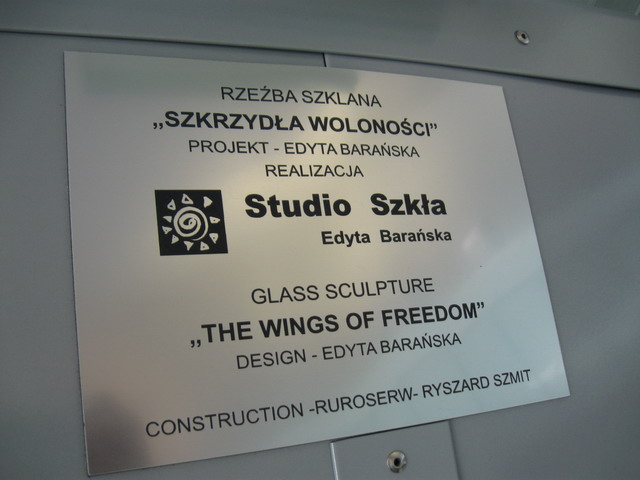 RZEŹBA SZKLANA
„SZKRZYDŁA WOLONOŚCI”
PROJEKT - EDYTA BARAŃSKA
REALIZACJA
Studio Szkła
Edyta Barańska
GLASS SCULPTURE
„THE WINGS OF FREEDOM”
DESIGN - EDYTA BARAŃSKA
CONSTRUCTION -RUROSERW- RYSZARD SZMIT